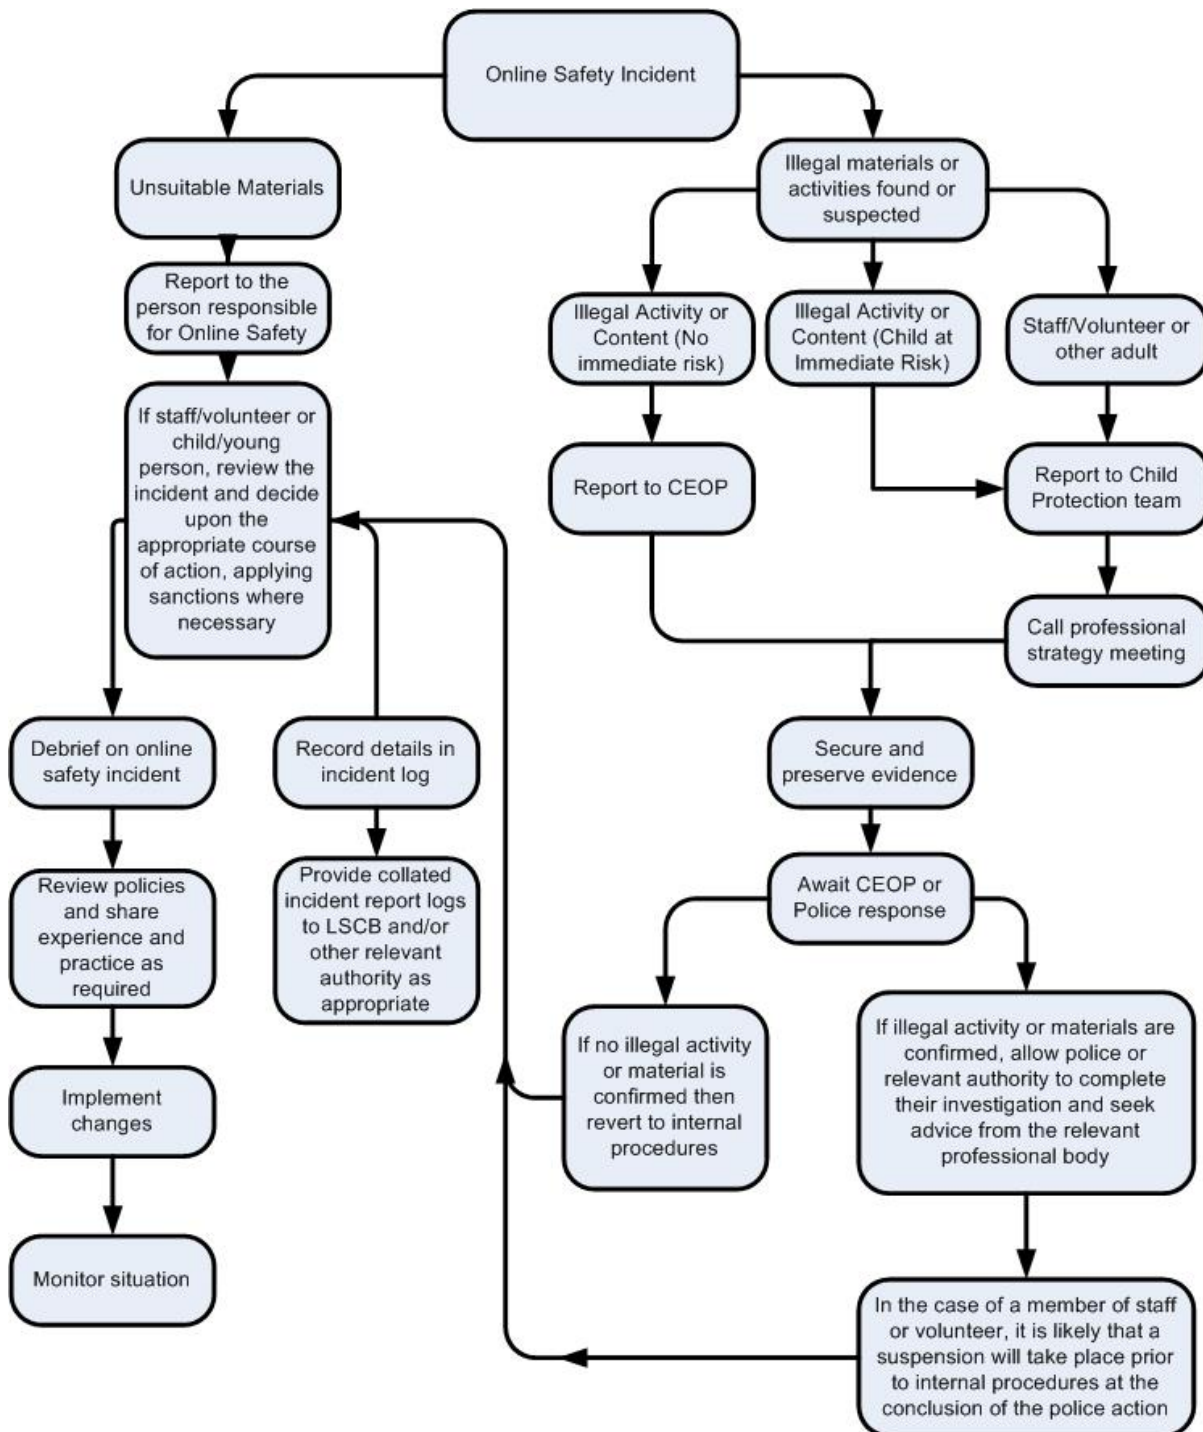 Online Safety Incident
Unsuitable Materials
Report to the
person responsible
for Online Safety
If staff/volunteer or
child/young
person, review the
incident and decide
upon the
appropriate course
of action, applying
sanctions where
necessary
Debrief on online
safety incident
Review policies
and share
experience and
practice as
required
Implement
changes
Monitor situation
Record details in
incident log
Provide collated
incident report logs
to LSCB and/or
other relevant
authority as
appropriate
Illegal materials or
activities found or
suspected
Illegal Activity or
Content (No
immediate risk)
Illegal Activity or
Content (Child at
Immediate Risk)
Staff/Volunteer or
other adult
Report to CEOP
Report to Child
Protection team
Call professional
strategy meeting
Secure and
preserve evidence
Await CEOP or
Police response
If no illegal activity
or material is
confirmed then
revert to internal
procedures
If illegal activity or materials are
confirmed, allow police or
relevant authority to complete
their investigation and seek
advice from the relevant
professional body
In the case of a member of staff
or volunteer, it is likely that a
suspension will take place prior
to internal procedures at the
conclusion of the police action